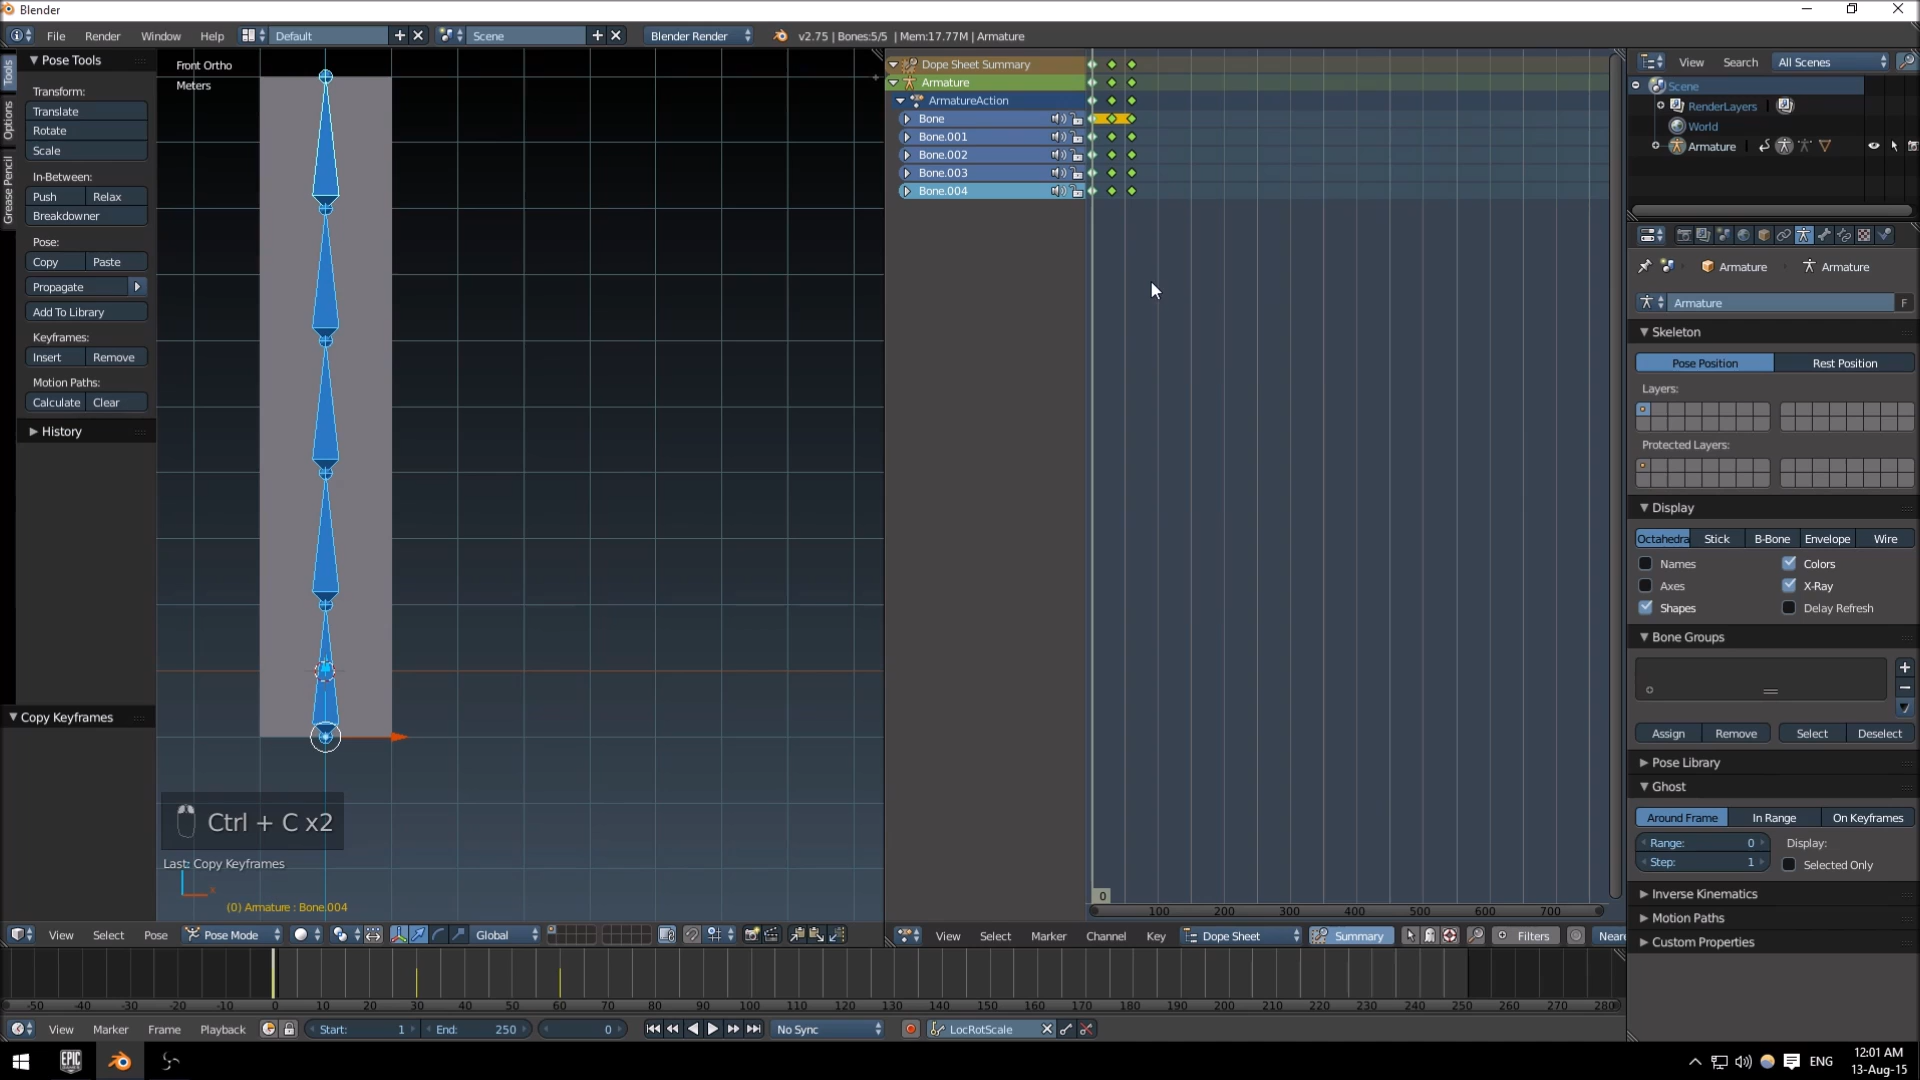 Blender
File Render Window Help Default Scene Blender Render v2.75 | Bones:5/5 | Mem:17.77M | Armature
Tools
Options
Grease Pencil
Pose Tools
Transform:
Translate
Rotate
Scale
In-Between:
Push Relax
Breakdowner
Pose:
Copy Paste
Propagate
Add To Library
Keyframes:
Insert Remove
Motion Paths:
Calculate Clear
History
Copy Keyframes
Front Ortho
Meters
Ctrl + C x2
Last: Copy Keyframes
x
(0) Armature : Bone.004
View Select Pose Pose Mode Global
Dope Sheet Summary
Armature
ArmatureAction
Bone
Bone.001
Bone.002
Bone.003
Bone.004
0
100 200 300 400 500 600 700
View Select Marker Channel Key Dope Sheet Summary Filters Near
View Search All Scenes
Scene
RenderLayers
World
Armature
Armature Armature
Armature F
Skeleton
Pose Position Rest Position
Layers:
Protected Layers:
Display
Octahedra Stick B-Bone Envelope Wire
Names Colors
Axes X-Ray
Shapes Delay Refresh
Bone Groups
Assign Remove Select Deselect
Pose Library
Ghost
Around Frame In Range On Keyframes
Range: 0 Display:
Step: 1 Selected Only
Inverse Kinematics
Motion Paths
Custom Properties
-50 -40 -30 -20 -10 0 10 20 30 40 50 60 70 80 90 100 110 120 130 140 150 160 170 180 190 200 210 220 230 240 250 260 270 280
View Marker Frame Playback Start: 1 End: 250 0 No Sync LocRotScale
EPIC
ENG
12:01 AM
13-Aug-15